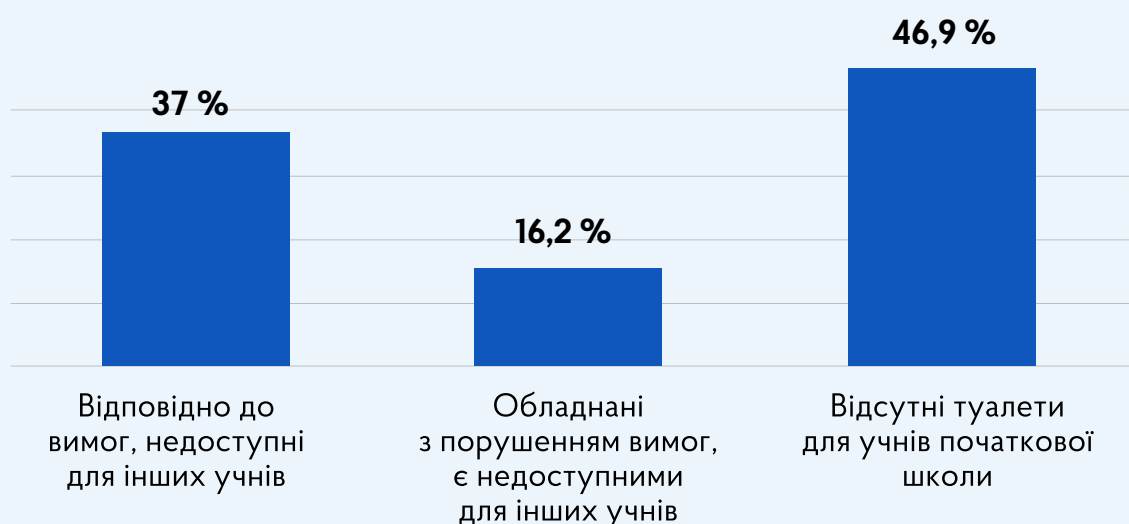 37 %
16,2 %
46,9 %
Відповідно до
вимог, недоступні
для інших учнів
Обладнані
з порушенням вимог,
є недоступними
для інших учнів
Відсутні туалети
для учнів початкової
школи